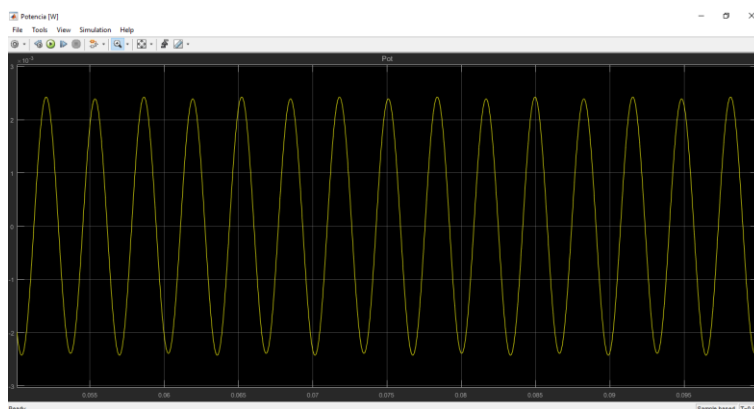 Potencia [W]
File Tools View Simulation Help
×10⁻³
Pot
3
2
1
0
-1
-2
-3
0.055 0.06 0.065 0.07 0.075 0.08 0.085 0.09 0.095
Ready
Sample based